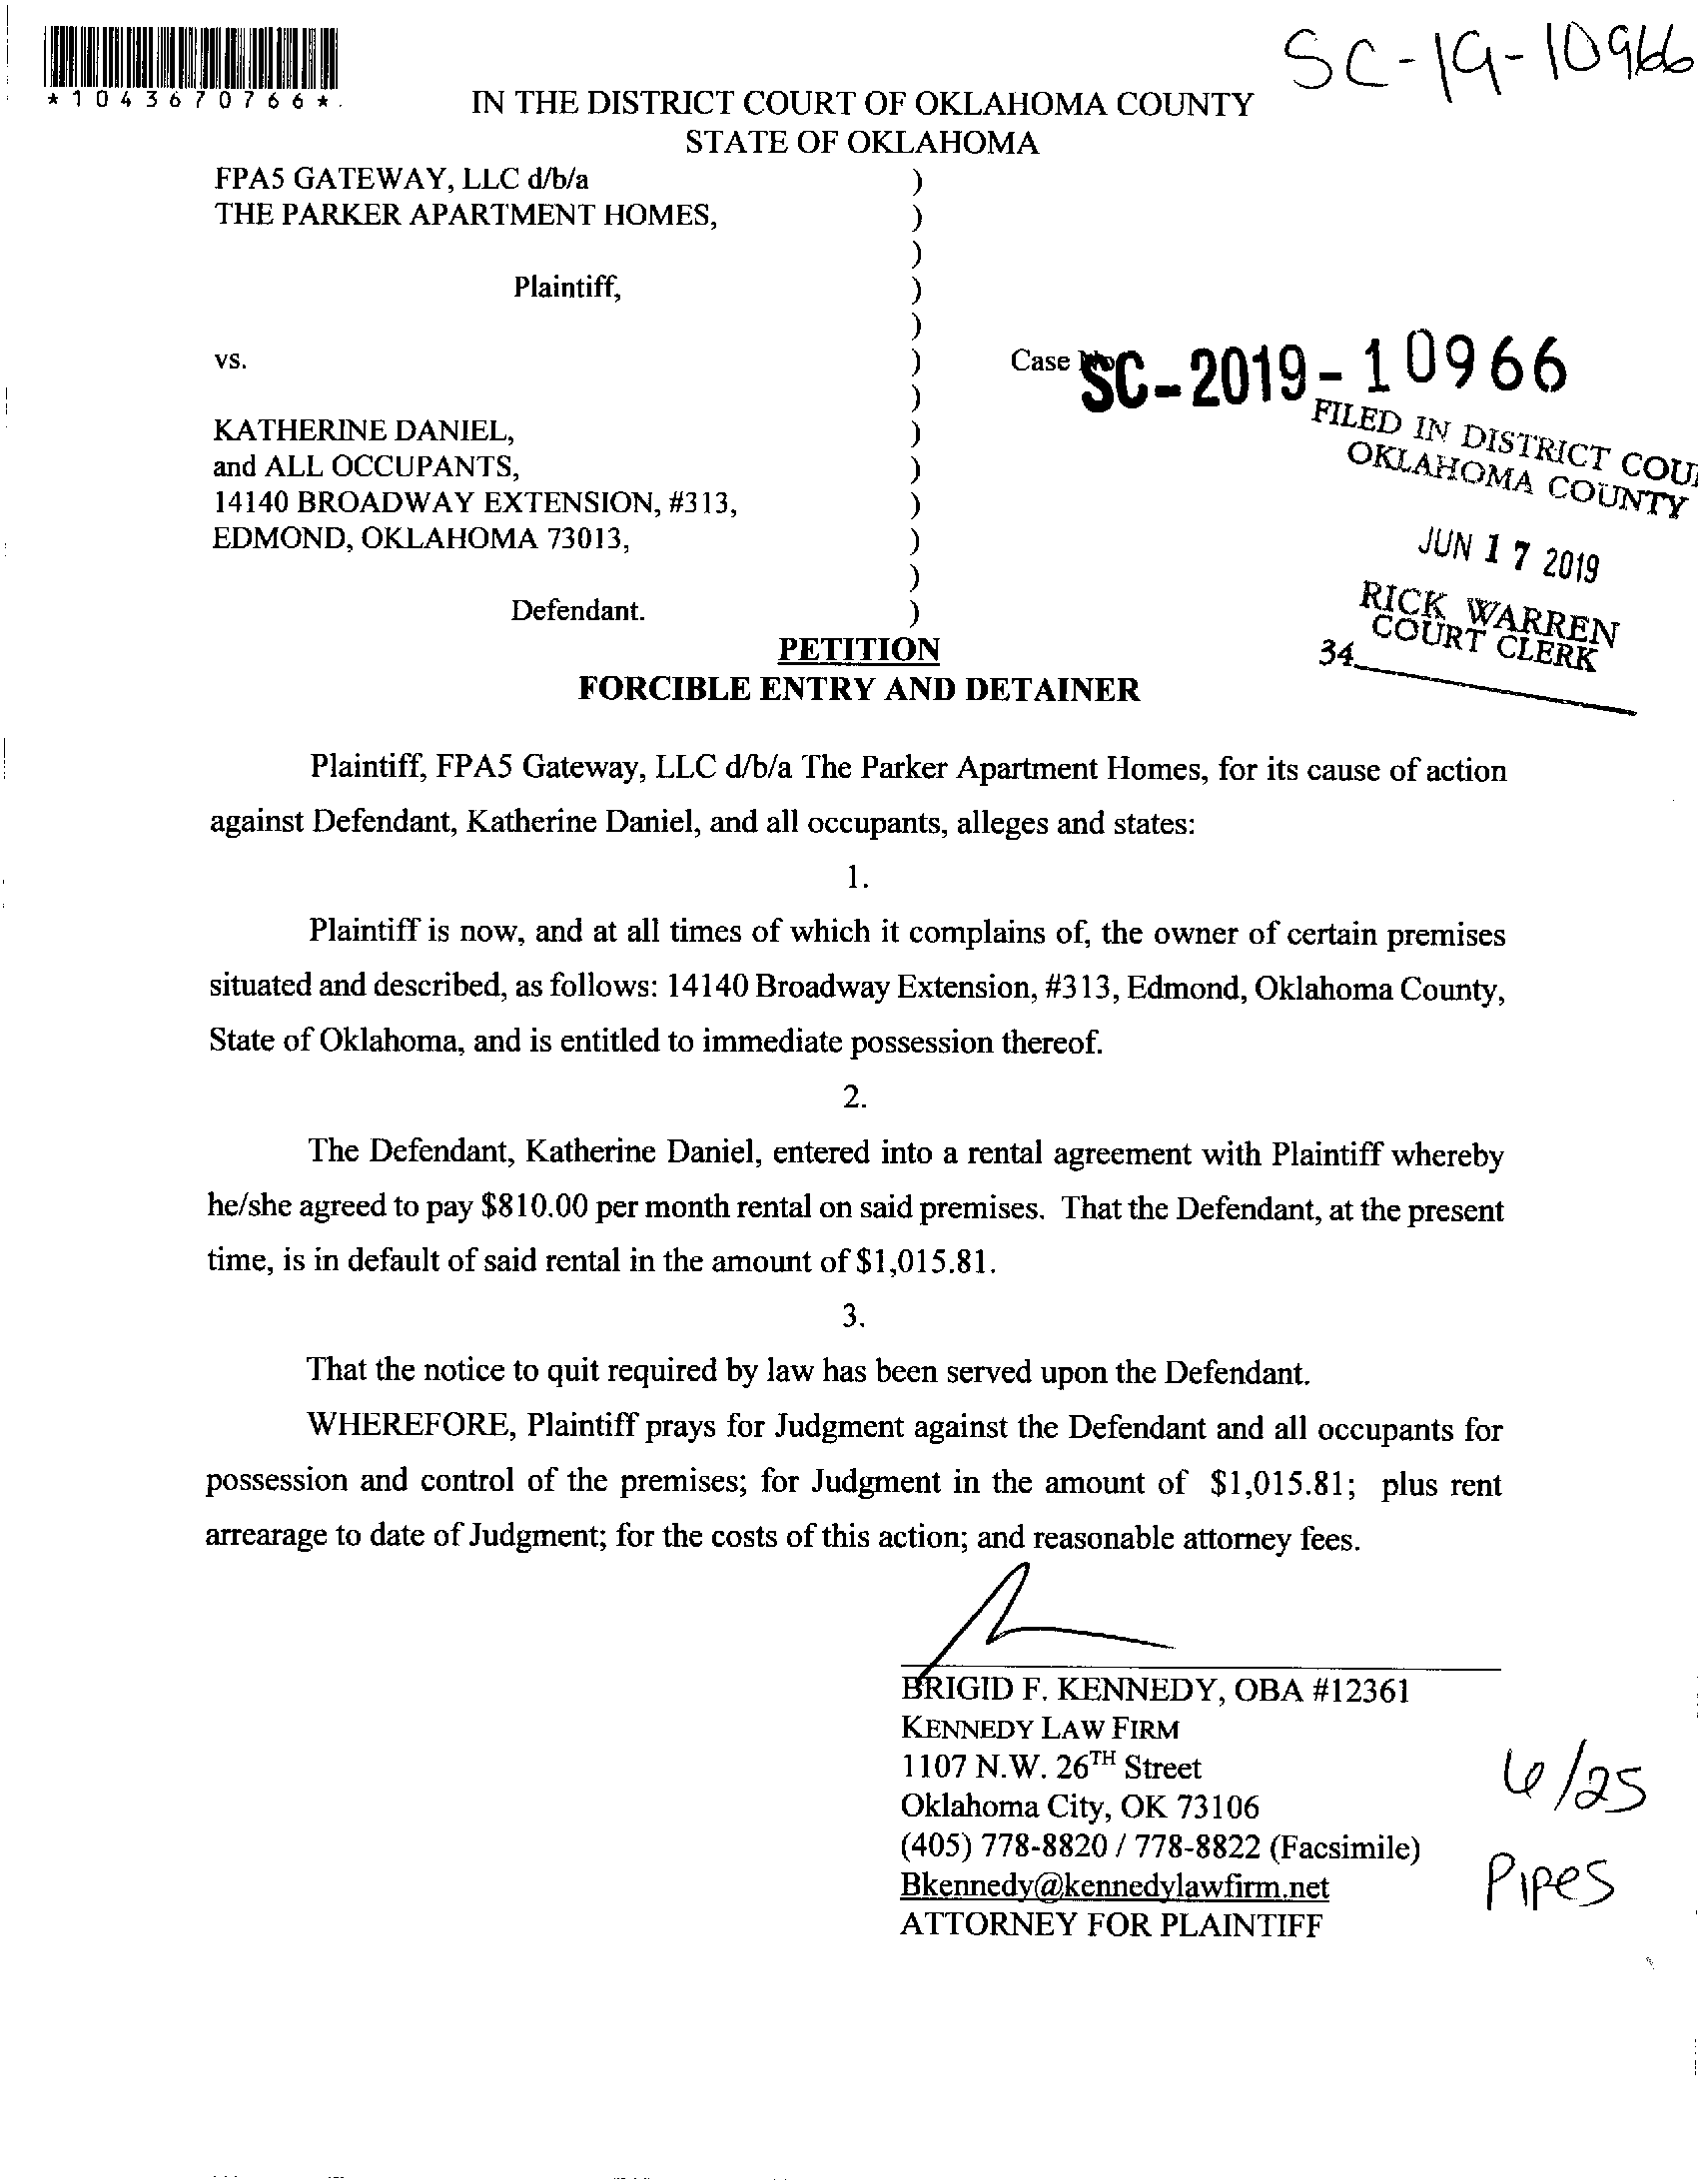 SC-19-10966
*1043670766*
IN THE DISTRICT COURT OF OKLAHOMA COUNTY
STATE OF OKLAHOMA
FPA5 GATEWAY, LLC d/b/a )
THE PARKER APARTMENT HOMES, )
)
Plaintiff, )
)
vs. )
)
KATHERINE DANIEL, )
and ALL OCCUPANTS, )
14140 BROADWAY EXTENSION, #313, )
EDMOND, OKLAHOMA 73013, )
)
Defendant. )
Case No SC-2019-10966
FILED IN DISTRICT COU
OKLAHOMA COUNTY
JUN 17 2019
RICK WARREN
COURT CLERK
34
PETITION
FORCIBLE ENTRY AND DETAINER
Plaintiff, FPA5 Gateway, LLC d/b/a The Parker Apartment Homes, for its cause of action
against Defendant, Katherine Daniel, and all occupants, alleges and states:
1.
Plaintiff is now, and at all times of which it complains of, the owner of certain premises
situated and described, as follows: 14140 Broadway Extension, #313, Edmond, Oklahoma County,
State of Oklahoma, and is entitled to immediate possession thereof.
2.
The Defendant, Katherine Daniel, entered into a rental agreement with Plaintiff whereby
he/she agreed to pay $810.00 per month rental on said premises. That the Defendant, at the present
time, is in default of said rental in the amount of $1,015.81.
3.
That the notice to quit required by law has been served upon the Defendant.
WHEREFORE, Plaintiff prays for Judgment against the Defendant and all occupants for
possession and control of the premises; for Judgment in the amount of $1,015.81; plus rent
arrearage to date of Judgment; for the costs of this action; and reasonable attorney fees.
BRIGID F. KENNEDY, OBA #12361
KENNEDY LAW FIRM
1107 N.W. 26TH Street
Oklahoma City, OK 73106
(405) 778-8820 / 778-8822 (Facsimile)
Bkennedy@kennedylawfirm.net
ATTORNEY FOR PLAINTIFF
6/25
Pipes